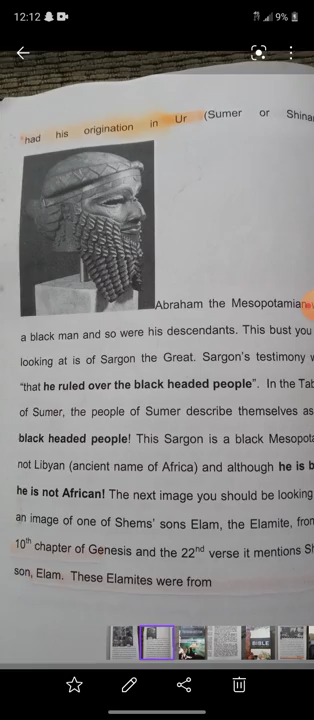 12:12
9%
had his origination in Ur (Sumer or
Abraham the Mesopotamian
a black man and so were his descendants. This bust you
looking at is of Sargon the Great. Sargon's testimony
"that he ruled over the black headed people". In the
of Sumer, the people of Sumer describe themselves as
black headed people! This Sargon is a black
not Libyan (ancient name of Africa) and although he is
he is not African! The next image you should be looking
an image of one of Shems' sons Elam, the Elamite,
10th chapter of Genesis and the 22nd verse it mentions
son, Elam. These Elamites were from
BIBLE